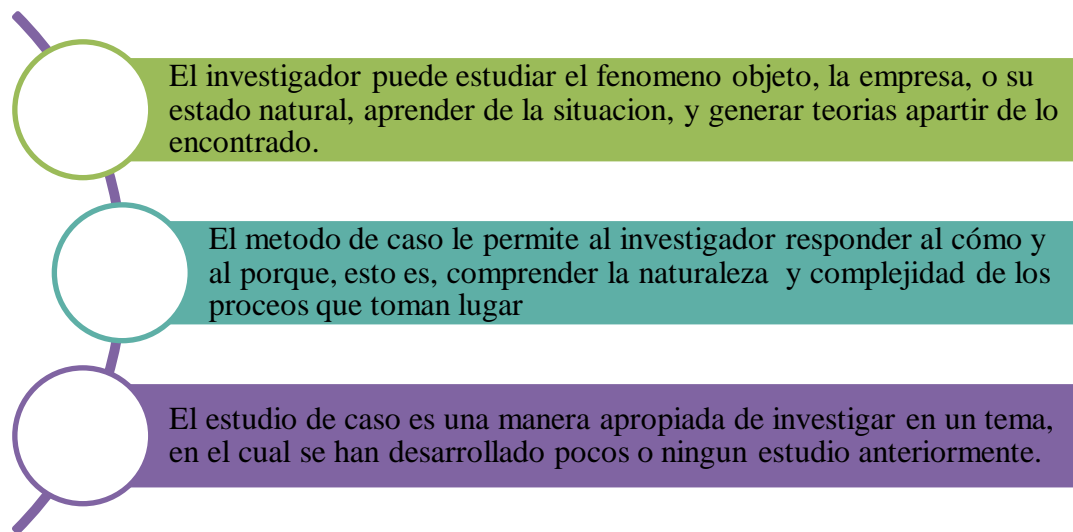 El investigador puede estudiar el fenomeno objeto, la empresa, o su
estado natural, aprender de la situacion, y generar teorias apartir de lo
encontrado.
El metodo de caso le permite al investigador responder al cómo y
al porque, esto es, comprender la naturaleza y complejidad de los
proceos que toman lugar
El estudio de caso es una manera apropiada de investigar en un tema,
en el cual se han desarrollado pocos o ningun estudio anteriormente.